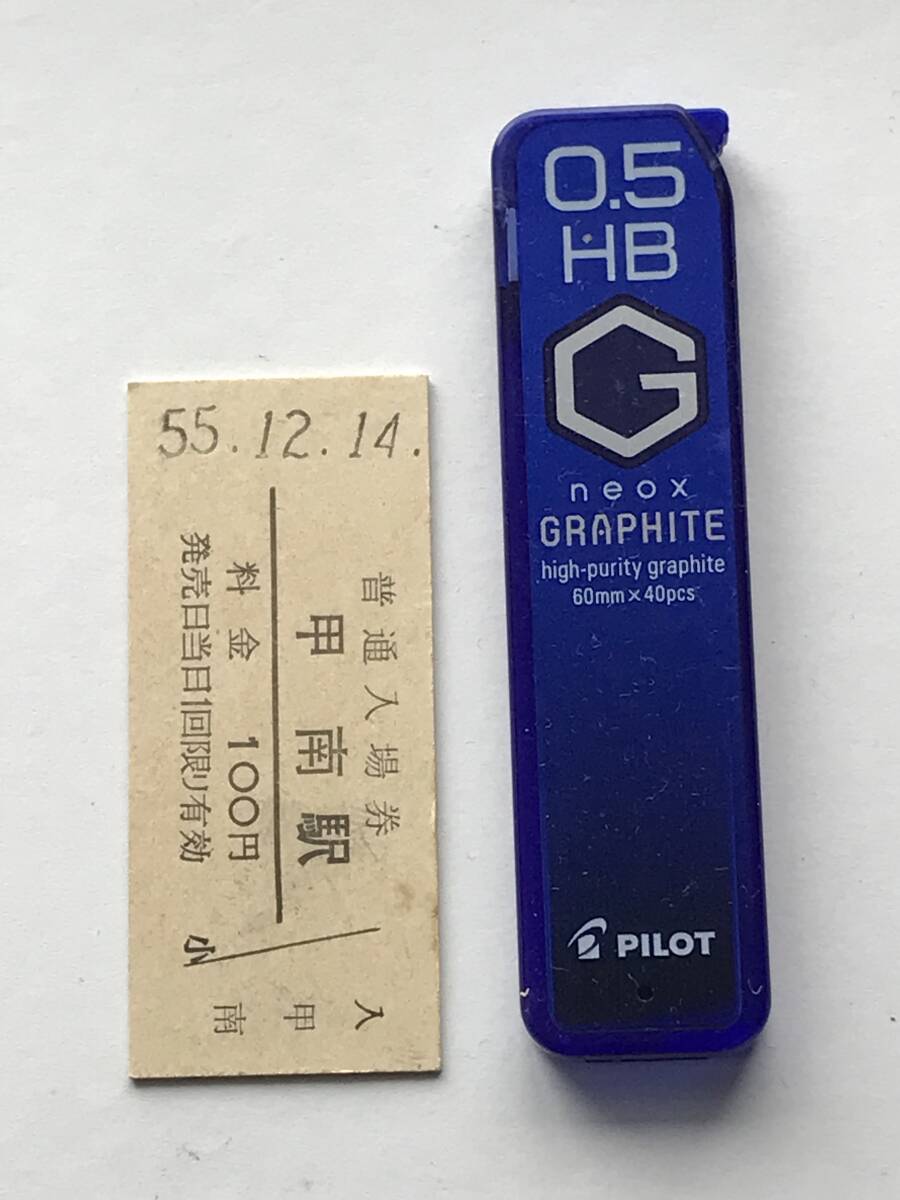 55.12.14.
普通入場券
甲南駅
料金 100円
発売日当日1回限り有効
小
入
甲
南
0.5
HB
G
neox
GRAPHITE
high-purity graphite
60mm×40pcs
PILOT